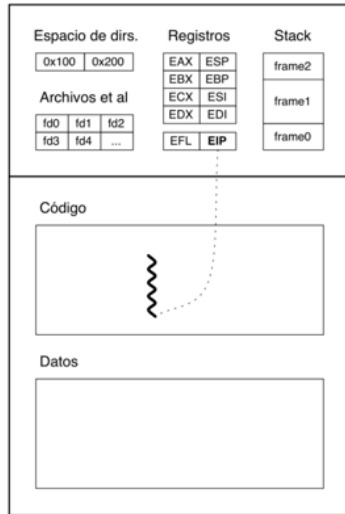 Espacio de dirs.
0x100 0x200
Archivos et al
fd0 fd1 fd2
fd3 fd4 ...
Registros
EAX ESP
EBX EBP
ECX ESI
EDX EDI
EFL EIP
Stack
frame2
frame1
frame0
Código
Datos